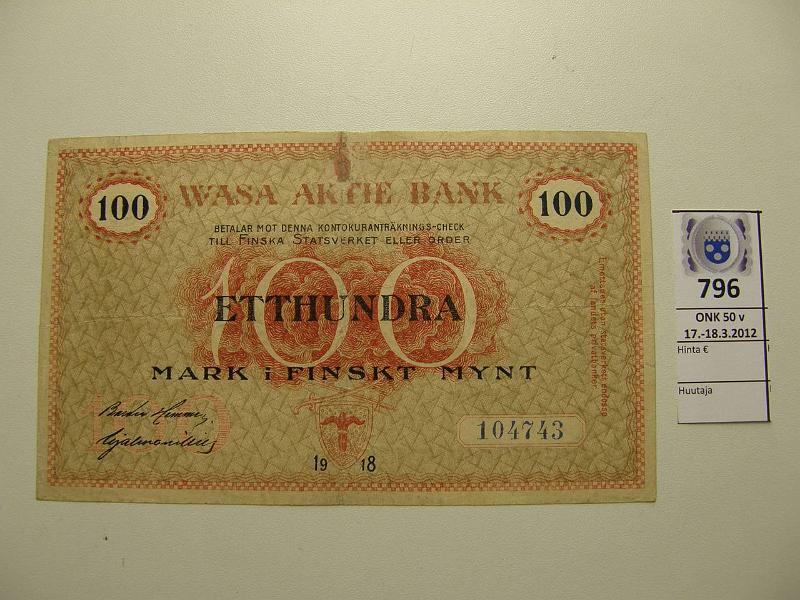 100 WASA AKTIE BANK 100
BETALAR MOT DENNA KONTOKURANTRÄKNINGS-CHECK
TILL FINSKA STATSVERKET ELLER ORDER
100
ETTHUNDRA
MARK i FINSKT MYNT
104743
19 18
796
ONK 50 v
17.-18.3.2012
Hinta €
Huutaja